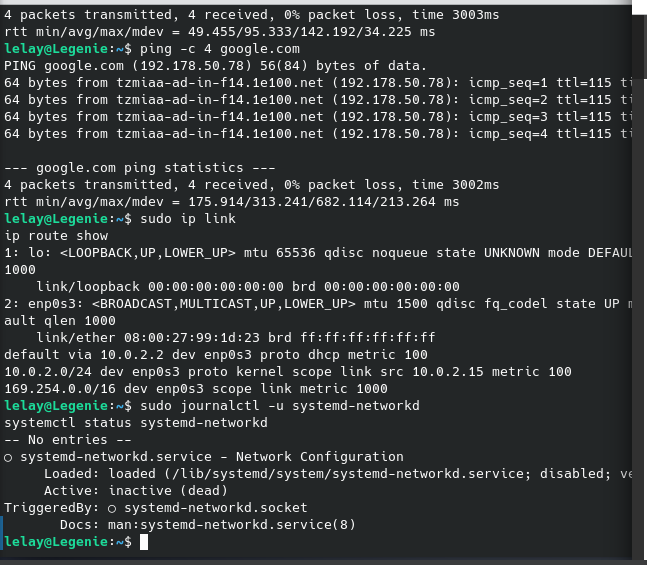 4 packets transmitted, 4 received, 0% packet loss, time 3003ms
rtt min/avg/max/mdev = 49.455/95.333/142.192/34.225 ms
lelay@Legenie:~$ ping -c 4 google.com
PING google.com (192.178.50.78) 56(84) bytes of data.
64 bytes from tzmiaa-ad-in-f14.1e100.net (192.178.50.78): icmp_seq=1 ttl=115
64 bytes from tzmiaa-ad-in-f14.1e100.net (192.178.50.78): icmp_seq=2 ttl=115
64 bytes from tzmiaa-ad-in-f14.1e100.net (192.178.50.78): icmp_seq=3 ttl=115
64 bytes from tzmiaa-ad-in-f14.1e100.net (192.178.50.78): icmp_seq=4 ttl=115
--- google.com ping statistics ---
4 packets transmitted, 4 received, 0% packet loss, time 3002ms
rtt min/avg/max/mdev = 175.914/313.241/682.114/213.264 ms
lelay@Legenie:~$ sudo ip link
ip route show
1: lo: <LOOPBACK,UP,LOWER_UP> mtu 65536 qdisc noqueue state UNKNOWN mode DEFAUL
1000
link/loopback 00:00:00:00:00:00 brd 00:00:00:00:00:00
2: enp0s3: <BROADCAST,MULTICAST,UP,LOWER_UP> mtu 1500 qdisc fq_codel state UP m
ault qlen 1000
link/ether 08:00:27:99:1d:23 brd ff:ff:ff:ff:ff:ff
default via 10.0.2.2 dev enp0s3 proto dhcp metric 100
10.0.2.0/24 dev enp0s3 proto kernel scope link src 10.0.2.15 metric 100
169.254.0.0/16 dev enp0s3 scope link metric 1000
lelay@Legenie:~$ sudo journalctl -u systemd-networkd
systemctl status systemd-networkd
-- No entries --
○ systemd-networkd.service - Network Configuration
Loaded: loaded (/lib/systemd/system/systemd-networkd.service; disabled; ve
Active: inactive (dead)
TriggeredBy: ○ systemd-networkd.socket
Docs: man:systemd-networkd.service(8)
lelay@Legenie:~$